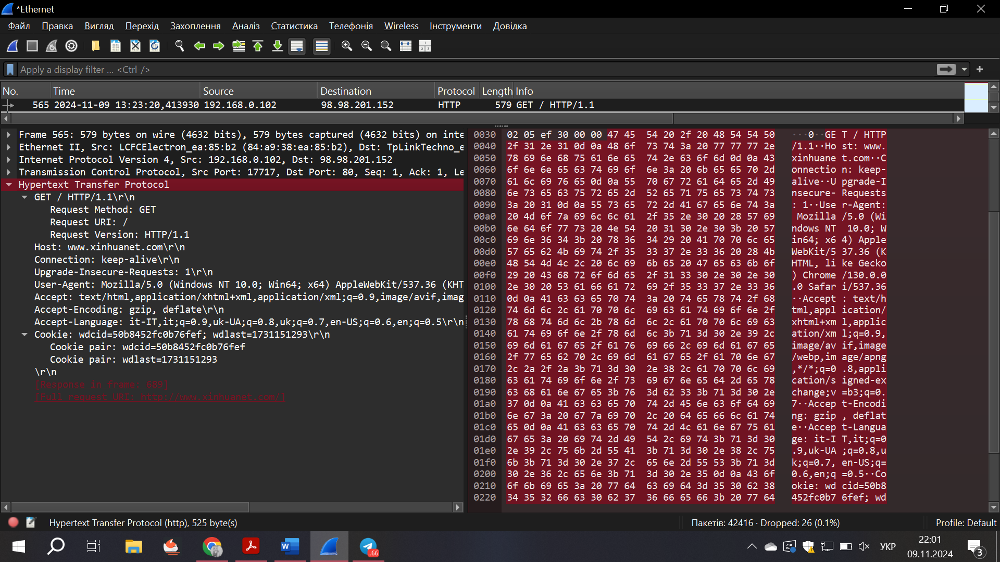 *Ethernet
Файл Правка Вигляд Перехід Захоплення Аналіз Статистика Телефонія Wireless Інструменти Довідка
Apply a display filter ... <Ctrl-/>
No. Time Source Destination Protocol Length Info
565 2024-11-09 13:23:20,413930 192.168.0.102 98.98.201.152 HTTP 579 GET / HTTP/1.1
Frame 565: 579 bytes on wire (4632 bits), 579 bytes captured (4632 bits) on inte
Ethernet II, Src: LCFCElectron_ea:85:b2 (84:a9:38:ea:85:b2), Dst: TpLinkTechno_e
Internet Protocol Version 4, Src: 192.168.0.102, Dst: 98.98.201.152
Transmission Control Protocol, Src Port: 17717, Dst Port: 80, Seq: 1, Ack: 1, Le
Hypertext Transfer Protocol
GET / HTTP/1.1\r\n
Request Method: GET
Request URI: /
Request Version: HTTP/1.1
Host: www.xinhuanet.com\r\n
Connection: keep-alive\r\n
Upgrade-Insecure-Requests: 1\r\n
User-Agent: Mozilla/5.0 (Windows NT 10.0; Win64; x64) AppleWebKit/537.36 (KHT
Accept: text/html,application/xhtml+xml,application/xml;q=0.9,image/avif,imag
Accept-Encoding: gzip, deflate\r\n
Accept-Language: it-IT,it;q=0.9,uk-UA;q=0.8,uk;q=0.7,en-US;q=0.6,en;q=0.5\r\n
Cookie: wdcid=50b8452fc0b76fef; wdlast=1731151293\r\n
Cookie pair: wdcid=50b8452fc0b76fef
Cookie pair: wdlast=1731151293
\r\n
[Response in frame: 689]
[Full request URI: http://www.xinhuanet.com/]
0030 02 05 ef 30 00 00 47 45 54 20 2f 20 48 54 54 50 ···0··GE T / HTTP
0040 2f 31 2e 31 0d 0a 48 6f 73 74 3a 20 77 77 77 2e /1.1··Ho st: www.
0050 78 69 6e 68 75 61 6e 65 74 2e 63 6f 6d 0d 0a 43 xinhuane t.com··C
0060 6f 6e 6e 65 63 74 69 6f 6e 3a 20 6b 65 65 70 2d onnectio n: keep-
0070 61 6c 69 76 65 0d 0a 55 70 67 72 61 64 65 2d 49 alive··U pgrade-I
0080 6e 73 65 63 75 72 65 2d 52 65 71 75 65 73 74 73 nsecure- Requests
0090 3a 20 31 0d 0a 55 73 65 72 2d 41 67 65 6e 74 3a : 1··Use r-Agent:
00a0 20 4d 6f 7a 69 6c 6c 61 2f 35 2e 30 20 28 57 69 Mozilla /5.0 (Wi
00b0 6e 64 6f 77 73 20 4e 54 20 31 30 2e 30 3b 20 57 ndows NT 10.0; W
00c0 69 6e 36 34 3b 20 78 36 34 29 20 41 70 70 6c 65 in64; x6 4) Apple
00d0 57 65 62 4b 69 74 2f 35 33 37 2e 33 36 20 28 4b WebKit/5 37.36 (K
00e0 48 54 4d 4c 2c 20 6c 69 6b 65 20 47 65 63 6b 6f HTML, li ke Gecko
00f0 29 20 43 68 72 6f 6d 65 2f 31 33 30 2e 30 2e 30 ) Chrome /130.0.0
0100 2e 30 20 53 61 66 61 72 69 2f 35 33 37 2e 33 36 .0 Safar i/537.36
0110 0d 0a 41 63 63 65 70 74 3a 20 74 65 78 74 2f 68 ··Accept : text/h
0120 74 6d 6c 2c 61 70 70 6c 69 63 61 74 69 6f 6e 2f tml,appl ication/
0130 78 68 74 6d 6c 2b 78 6d 6c 2c 61 70 70 6c 69 63 xhtml+xm l,applic
0140 61 74 69 6f 6e 2f 78 6d 6c 3b 71 3d 30 2e 39 2c ation/xm l;q=0.9,
0150 69 6d 61 67 65 2f 61 76 69 66 2c 69 6d 61 67 65 image/av if,image
0160 2f 77 65 62 70 2c 69 6d 61 67 65 2f 61 70 6e 67 /webp,im age/apng
0170 2c 2a 2f 2a 3b 71 3d 30 2e 38 2c 61 70 70 6c 69 ,*/*;q=0 .8,appli
0180 63 61 74 69 6f 6e 2f 73 69 67 6e 65 64 2d 65 78 cation/s igned-ex
0190 63 68 61 6e 67 65 3b 76 3d 62 33 3b 71 3d 30 2e change;v =b3;q=0.
01a0 37 0d 0a 41 63 63 65 70 74 2d 45 6e 63 6f 64 69 7··Accep t-Encodi
01b0 6e 67 3a 20 67 7a 69 70 2c 20 64 65 66 6c 61 74 ng: gzip , deflat
01c0 65 0d 0a 41 63 63 65 70 74 2d 4c 61 6e 67 75 61 e··Accep t-Langua
01d0 67 65 3a 20 69 74 2d 49 54 2c 69 74 3b 71 3d 30 ge: it-I T,it;q=0
01e0 2e 39 2c 75 6b 2d 55 41 3b 71 3d 30 2e 38 2c 75 .9,uk-UA ;q=0.8,u
01f0 6b 3b 71 3d 30 2e 37 2c 65 6e 2d 55 53 3b 71 3d k;q=0.7, en-US;q=
0200 30 2e 36 2c 65 6e 3b 71 3d 30 2e 35 0d 0a 43 6f 0.6,en;q =0.5··Co
0210 6f 6b 69 65 3a 20 77 64 63 69 64 3d 35 30 62 38 okie: wd cid=50b8
0220 34 35 32 66 63 30 62 37 36 66 65 66 3b 20 77 64 452fc0b7 6fef; wd
Hypertext Transfer Protocol (http), 525 byte(s)
Пакетів: 42416 · Dropped: 26 (0.1%)
Profile: Default
..66
УКР
22:01
09.11.2024
3